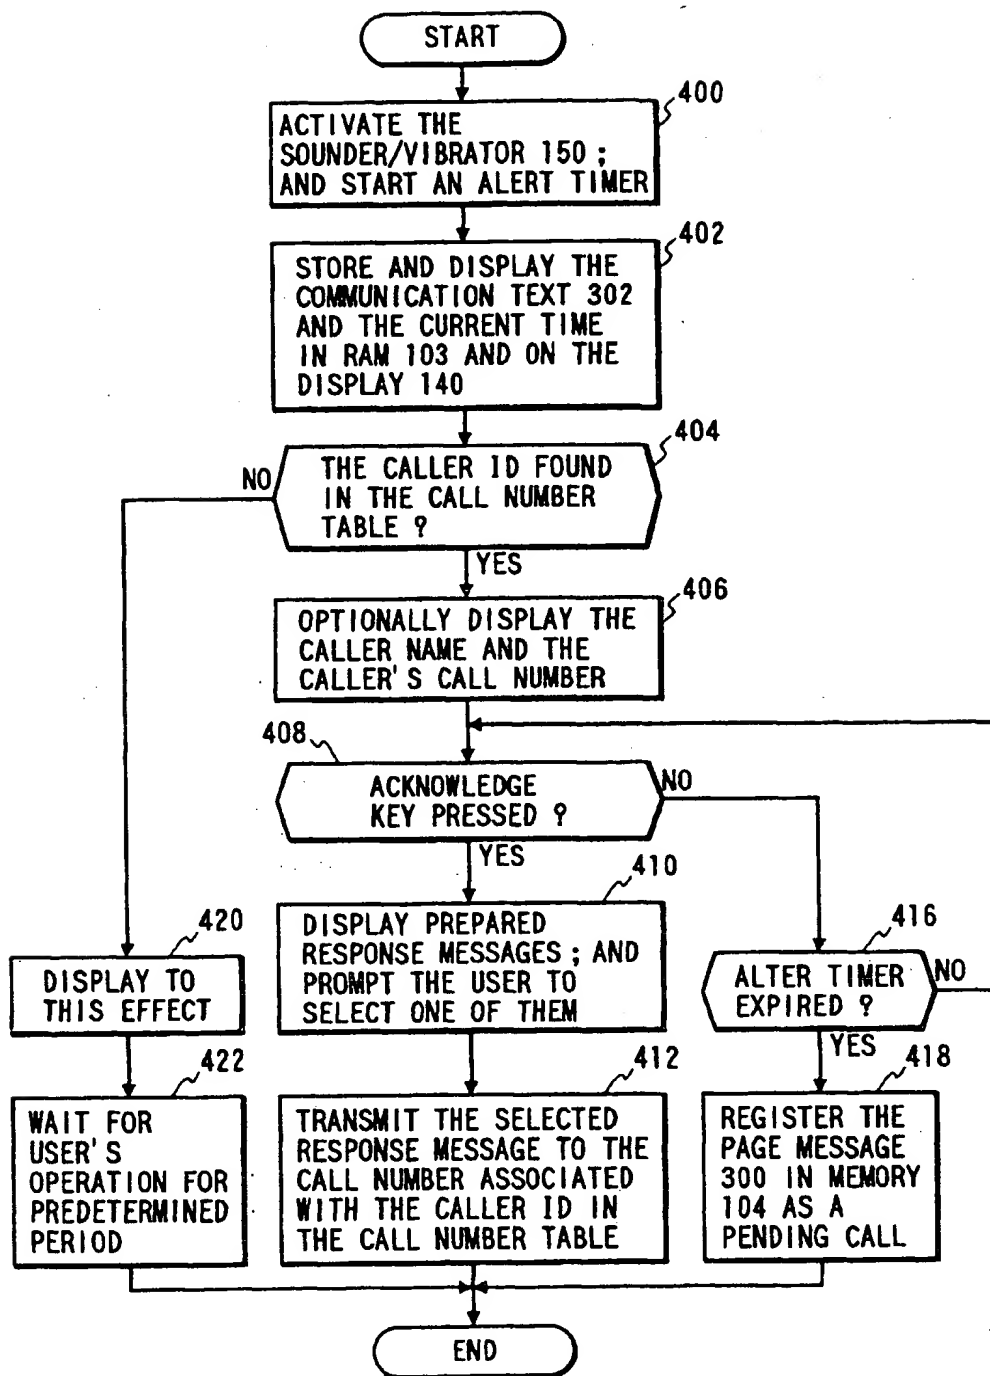 START
400
ACTIVATE THE
SOUNDER/VIBRATOR 150 ;
AND START AN ALERT TIMER
402
STORE AND DISPLAY THE
COMMUNICATION TEXT 302
AND THE CURRENT TIME
IN RAM 103 AND ON THE
DISPLAY 140
404
NO
THE CALLER ID FOUND
IN THE CALL NUMBER
TABLE ?
YES
406
OPTIONALLY DISPLAY THE
CALLER NAME AND THE
CALLER'S CALL NUMBER
408
ACKNOWLEDGE
KEY PRESSED ?
NO
YES
410
DISPLAY PREPARED
RESPONSE MESSAGES ; AND
PROMPT THE USER TO
SELECT ONE OF THEM
416
ALTER TIMER
EXPIRED ?
NO
YES
420
DISPLAY TO
THIS EFFECT
422
WAIT FOR
USER'S
OPERATION FOR
PREDETERMINED
PERIOD
412
TRANSMIT THE SELECTED
RESPONSE MESSAGE TO THE
CALL NUMBER ASSOCIATED
WITH THE CALLER ID IN
THE CALL NUMBER TABLE
418
REGISTER THE
PAGE MESSAGE
300 IN MEMORY
104 AS A
PENDING CALL
END